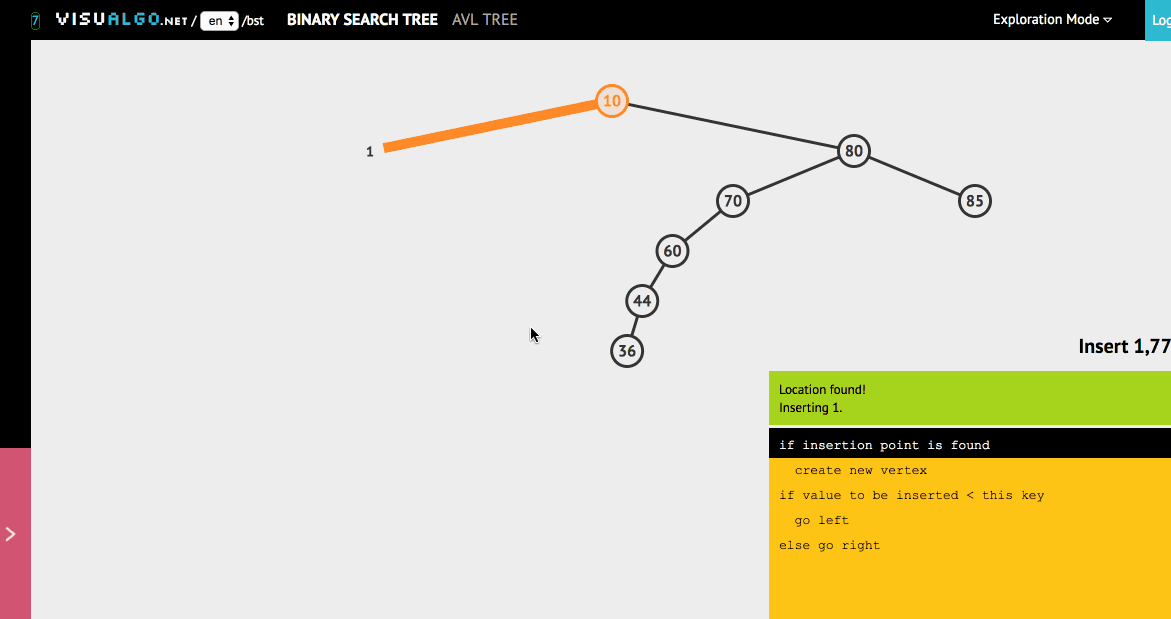 7 VISUALGO.NET / en /bst BINARY SEARCH TREE AVL TREE Exploration Mode Log
10
1
80
70
85
60
44
36
Insert 1,77
Location found!
Inserting 1.
if insertion point is found
create new vertex
if value to be inserted < this key
go left
else go right